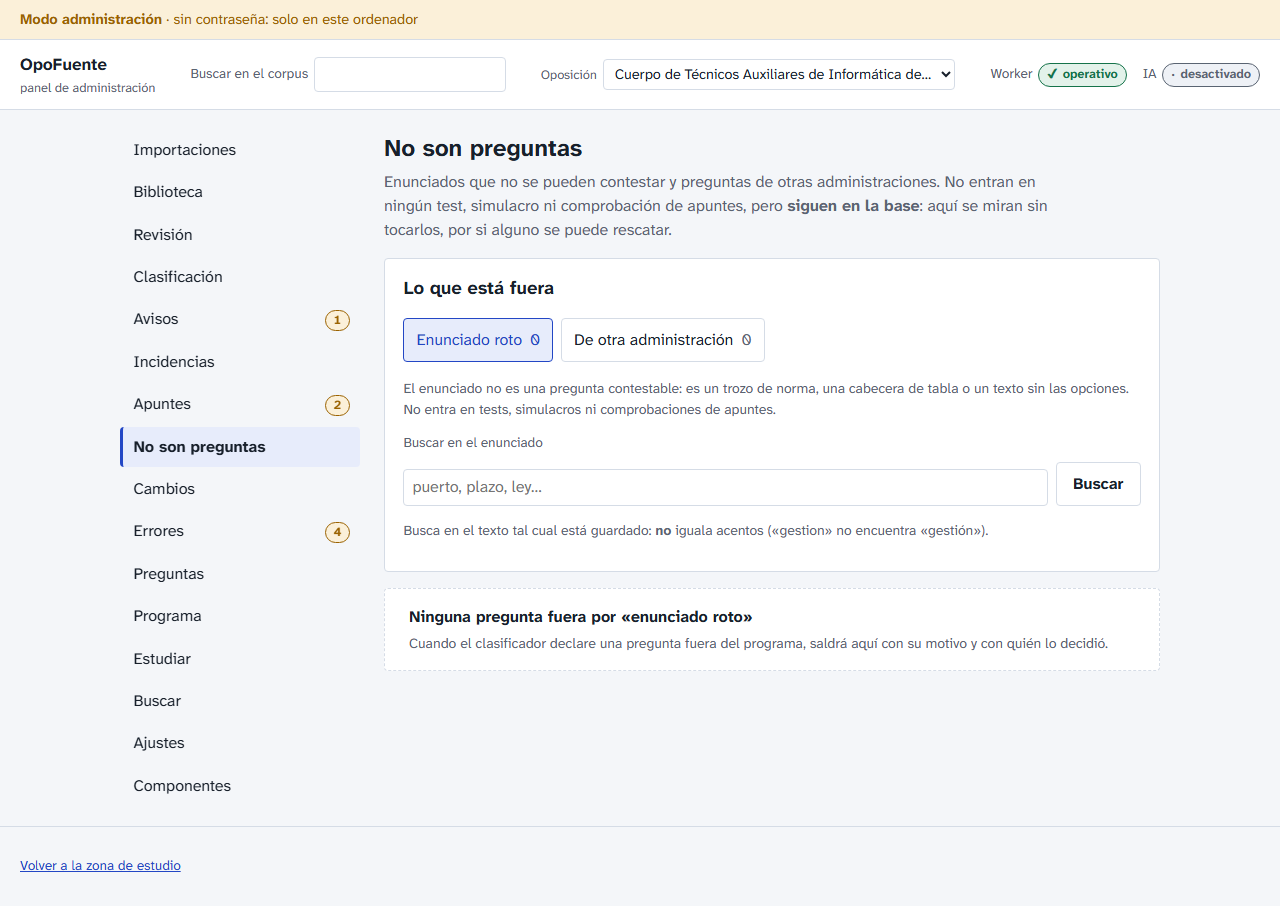 Modo administración · sin contraseña: solo en este ordenador
OpoFuente
panel de administración
Buscar en el corpus
Oposición
Cuerpo de Técnicos Auxiliares de Informática de...
Worker
✓ operativo
IA
· desactivado
Importaciones
Biblioteca
Revisión
Clasificación
Avisos 1
Incidencias
Apuntes 2
No son preguntas
Cambios
Errores 4
Preguntas
Programa
Estudiar
Buscar
Ajustes
Componentes
No son preguntas
Enunciados que no se pueden contestar y preguntas de otras administraciones. No entran en
ningún test, simulacro ni comprobación de apuntes, pero siguen en la base: aquí se miran sin
tocarlos, por si alguno se puede rescatar.
Lo que está fuera
Enunciado roto 0
De otra administración 0
El enunciado no es una pregunta contestable: es un trozo de norma, una cabecera de tabla o un texto sin las opciones.
No entra en tests, simulacros ni comprobaciones de apuntes.
Buscar en el enunciado
puerto, plazo, ley...
Buscar
Busca en el texto tal cual está guardado: no iguala acentos («gestion» no encuentra «gestión»).
Ninguna pregunta fuera por «enunciado roto»
Cuando el clasificador declare una pregunta fuera del programa, saldrá aquí con su motivo y con quién lo decidió.
Volver a la zona de estudio